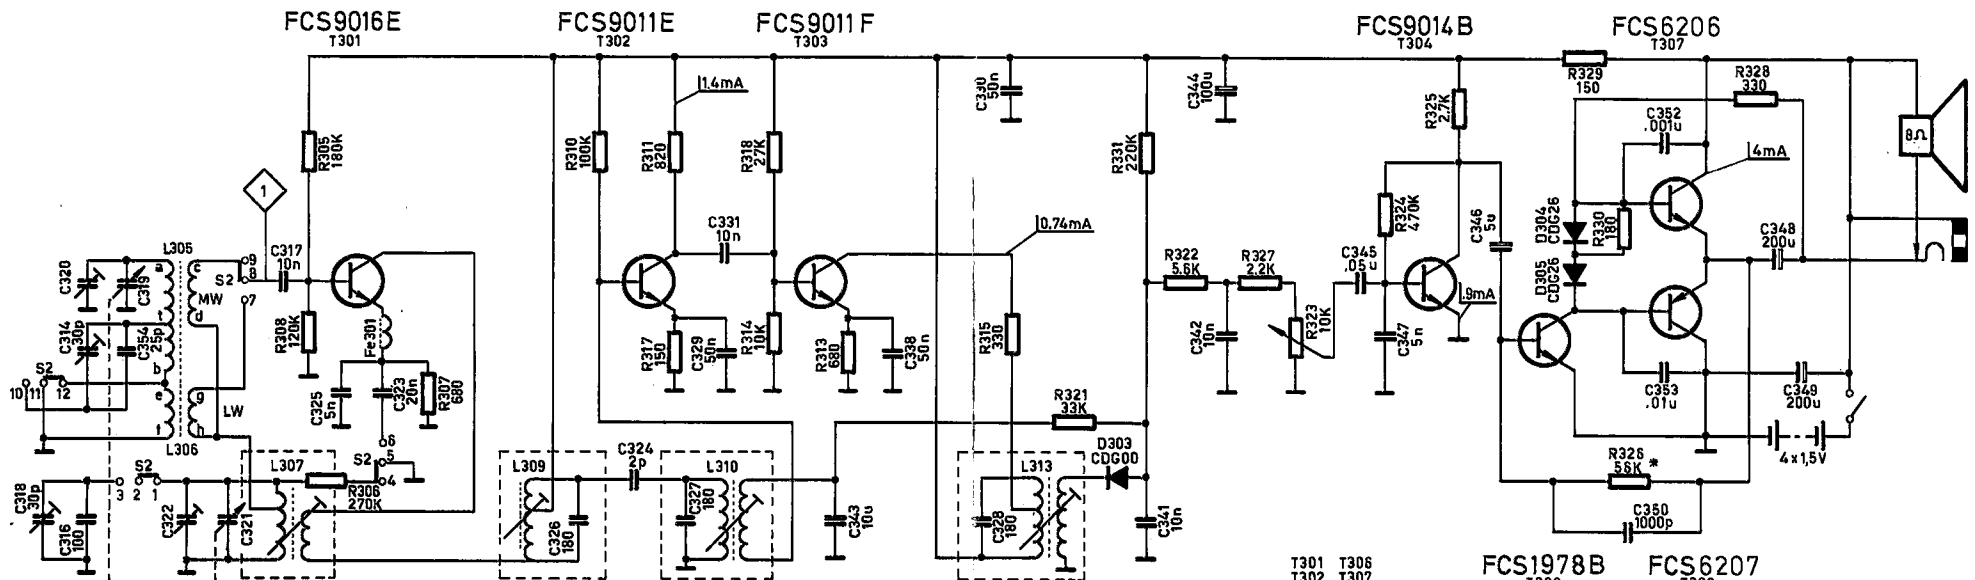 FCS9016E
T301
FCS9011E
T302
FCS9011F
T303
FCS9014B
T304
FCS6206
T307
1.4mA
C330
50n
C344
100u
R325
2.7K
R329
150
R328
330
C352
.001u
8Ω
4mA
R305
180K
R310
100K
R311
820
R318
27K
R331
220K
1
C331
10n
0.74mA
R324
470K
C346
5u
D304
CDG26
R330
180
D305
CDG26
C348
200u
L305
C317
10n
C320
C319
a
c
9
8
S2
7
MW
t
d
R322
5.6K
R327
2.2K
C345
.05u
.9mA
C314
30p
C354
25p
R308
120K
Fe301
R317
150
C329
50n
R314
10K
R313
680
C338
50n
R315
330
C342
10n
R323
10K
C347
5n
S2
10
11
12
b
e
g
LW
f
h
L306
C325
5n
C323
20n
R307
680
R321
33K
C353
.01u
C349
200u
4x1,5V
6
5
4
S2
L307
R306
270K
L309
C324
2p
L310
L313
D303
CDG00
R326
56K *
C350
1000p
C318
30p
C316
100
3
2
1
S2
C322
C321
C326
180
C327
180
C343
10u
C328
180
C341
10n
T301 T306
T302 T307
FCS1978B
FCS6207